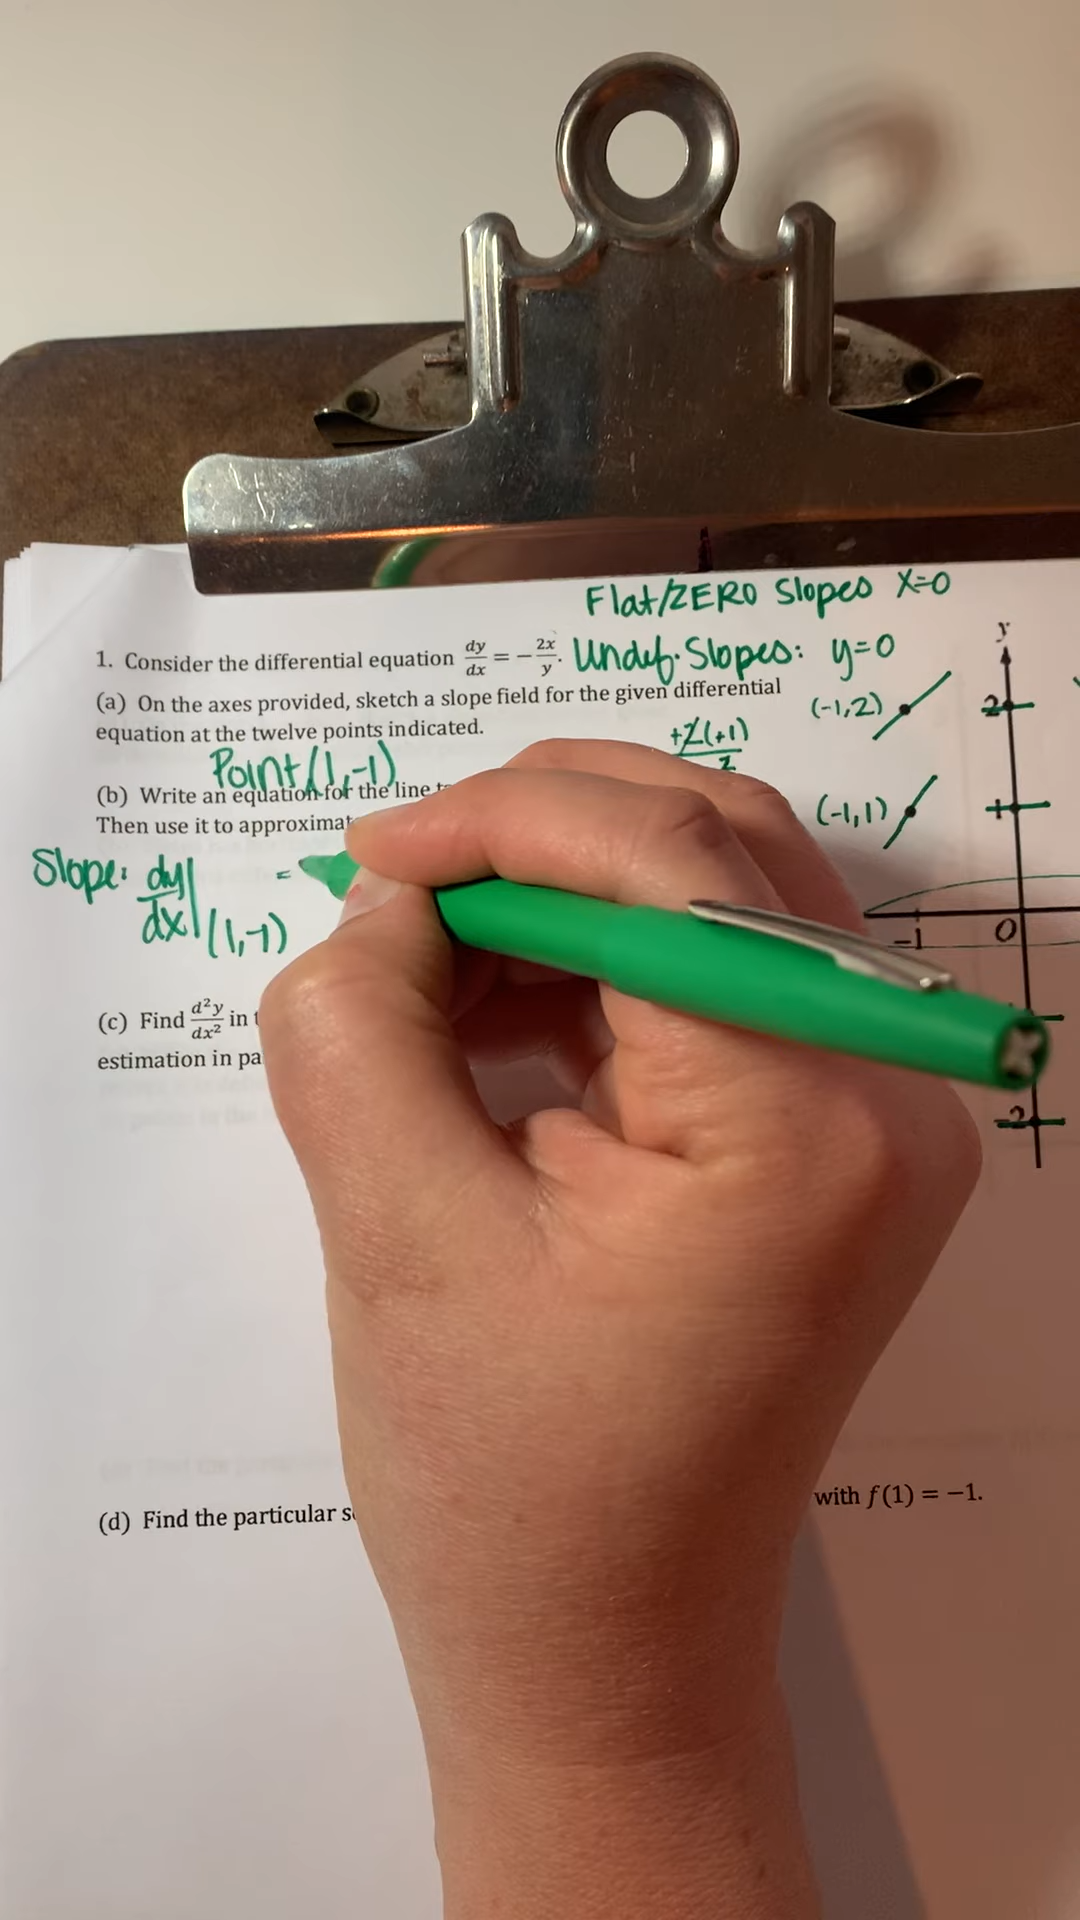 Flat/ZERO Slopes X=0
1. Consider the differential equation dy/dx = −2x/y. Undef. Slopes: y=0
(a) On the axes provided, sketch a slope field for the given differential
equation at the twelve points indicated.
Point (1,-1)
(b) Write an equation for the line
Then use it to
Slope: dy/dx|(1,-1) =
(c) Find d²y/dx² in
estimation in
(d) Find the particular
with f(1) = −1.
+2(+1)/2
(-1,2)
(-1,1)
y
2
-1
0
-2